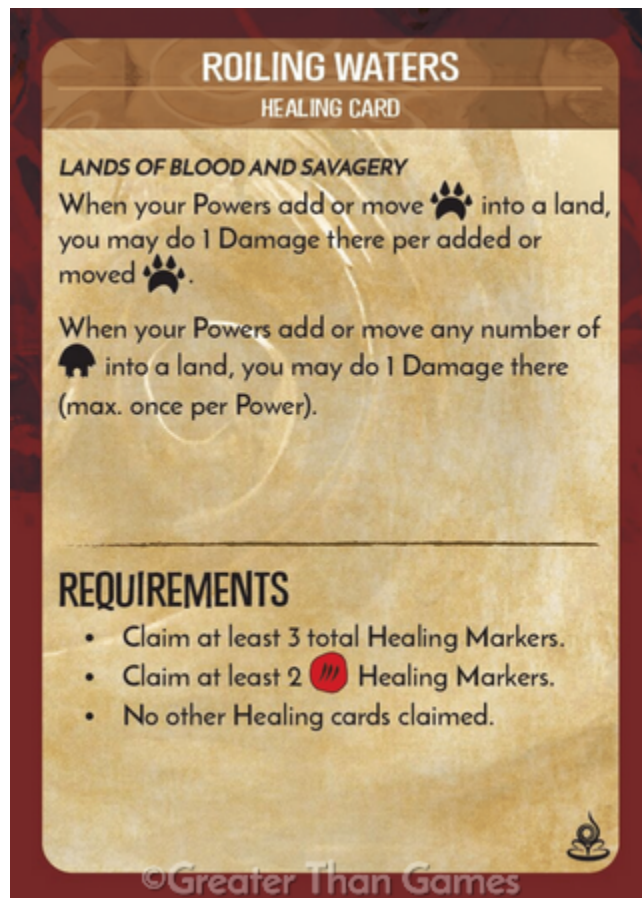 ROILING WATERS
HEALING CARD
LANDS OF BLOOD AND SAVAGERY
When your Powers add or move into a land,
you may do 1 Damage there per added or
moved .
When your Powers add or move any number of
into a land, you may do 1 Damage there
(max. once per Power).
REQUIREMENTS
• Claim at least 3 total Healing Markers.
• Claim at least 2 Healing Markers.
• No other Healing cards claimed.
©Greater Than Games